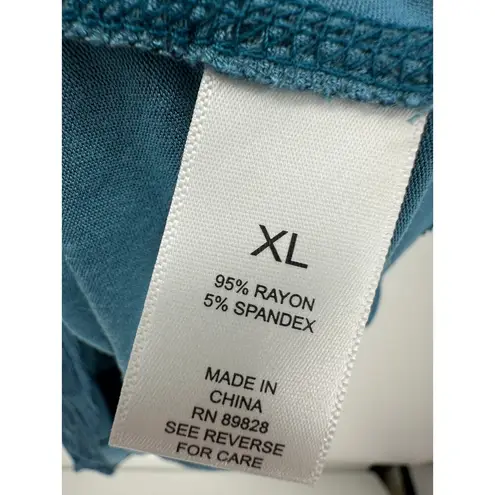 XL
95% RAYON
5% SPANDEX
MADE IN
CHINA
RN 89828
SEE REVERSE
FOR CARE